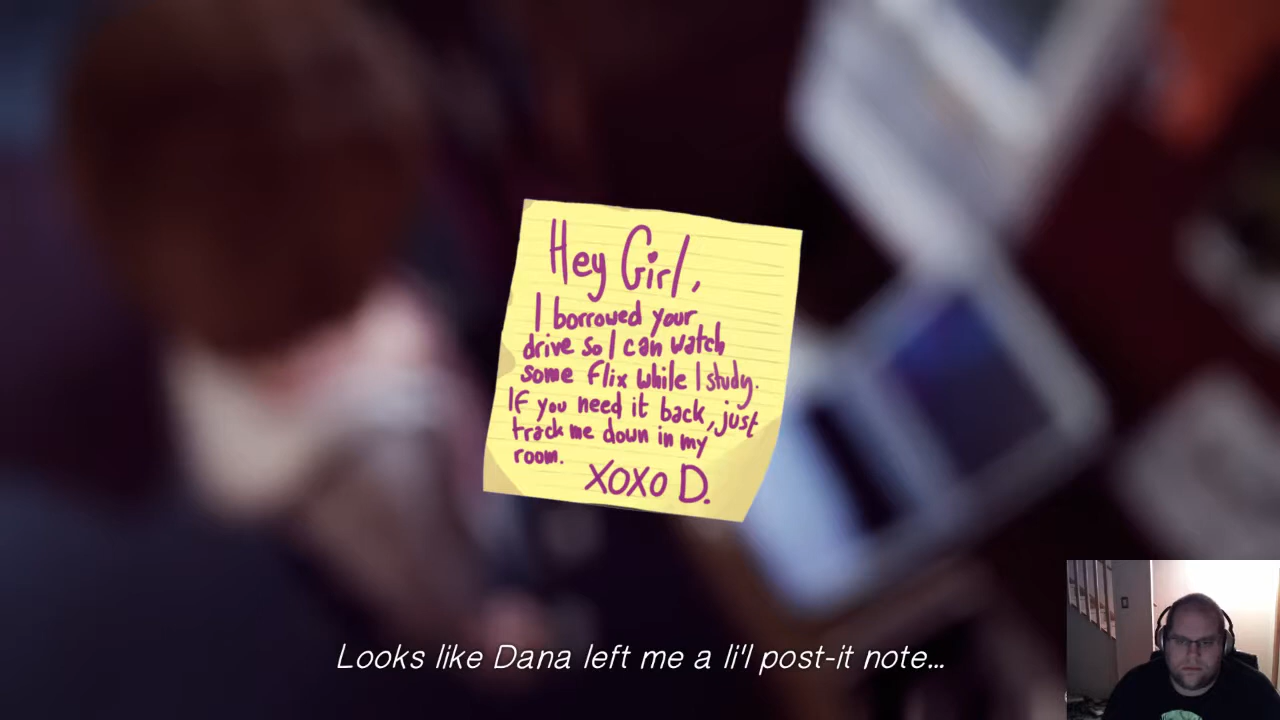 Hey Girl,
I borrowed your
drive so I can watch
some flix while I study.
If you need it back, just
track me down in my
room.
XOXO D.
Looks like Dana left me a li'l post-it note...